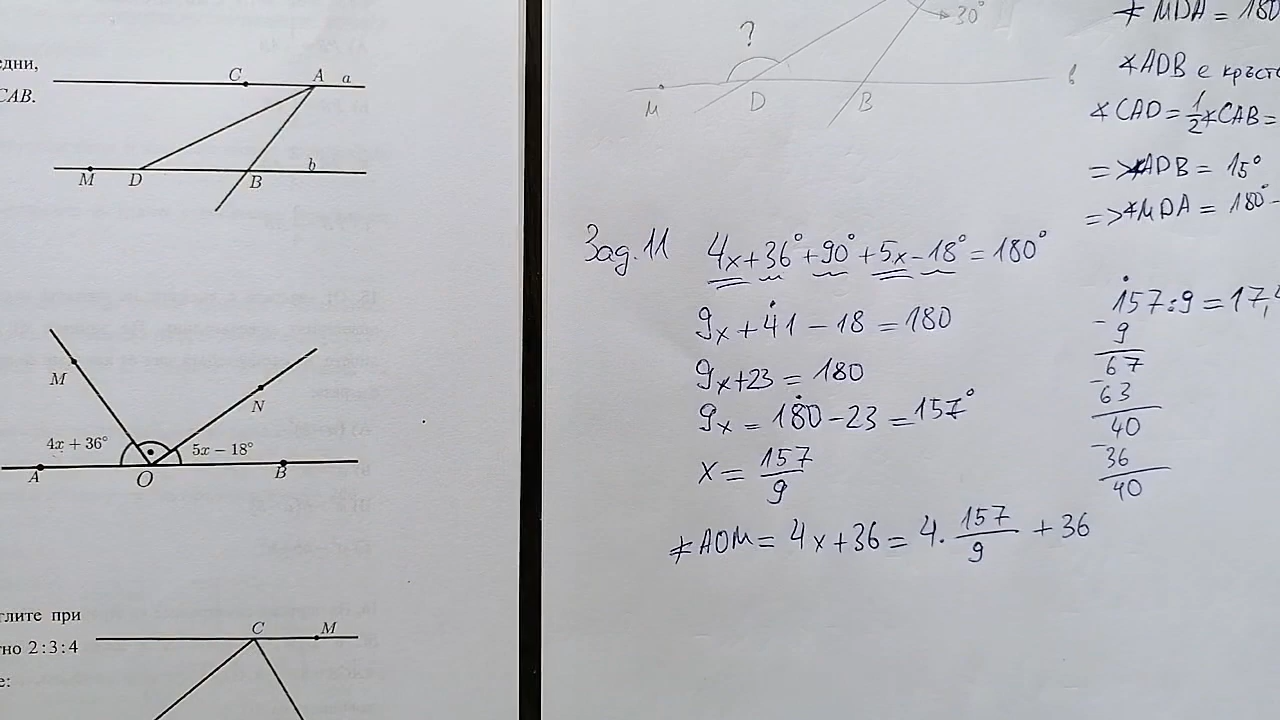 едни,
CAB.
C A a
M D B b
M N
4x + 36° 5x − 18°
A O B
глите при
тно 2:3:4
е:
C M
?
30°
M D B
∢ MDA = 180
∢ADB е кръст
∢ CAD = 1/2 ∢CAB =
=> ∢ADB = 15°
=> ∢MDA = 180° -
Зад. 11 4x + 36° + 90° + 5x - 18° = 180°
9x + 41 - 18 = 180
9x + 23 = 180
9x = 180 - 23 = 157°
x = 157/9
∢ AOM = 4x + 36 = 4 . 157/9 + 36
157 : 9 = 17,4
- 9
67
- 63
40
- 36
40